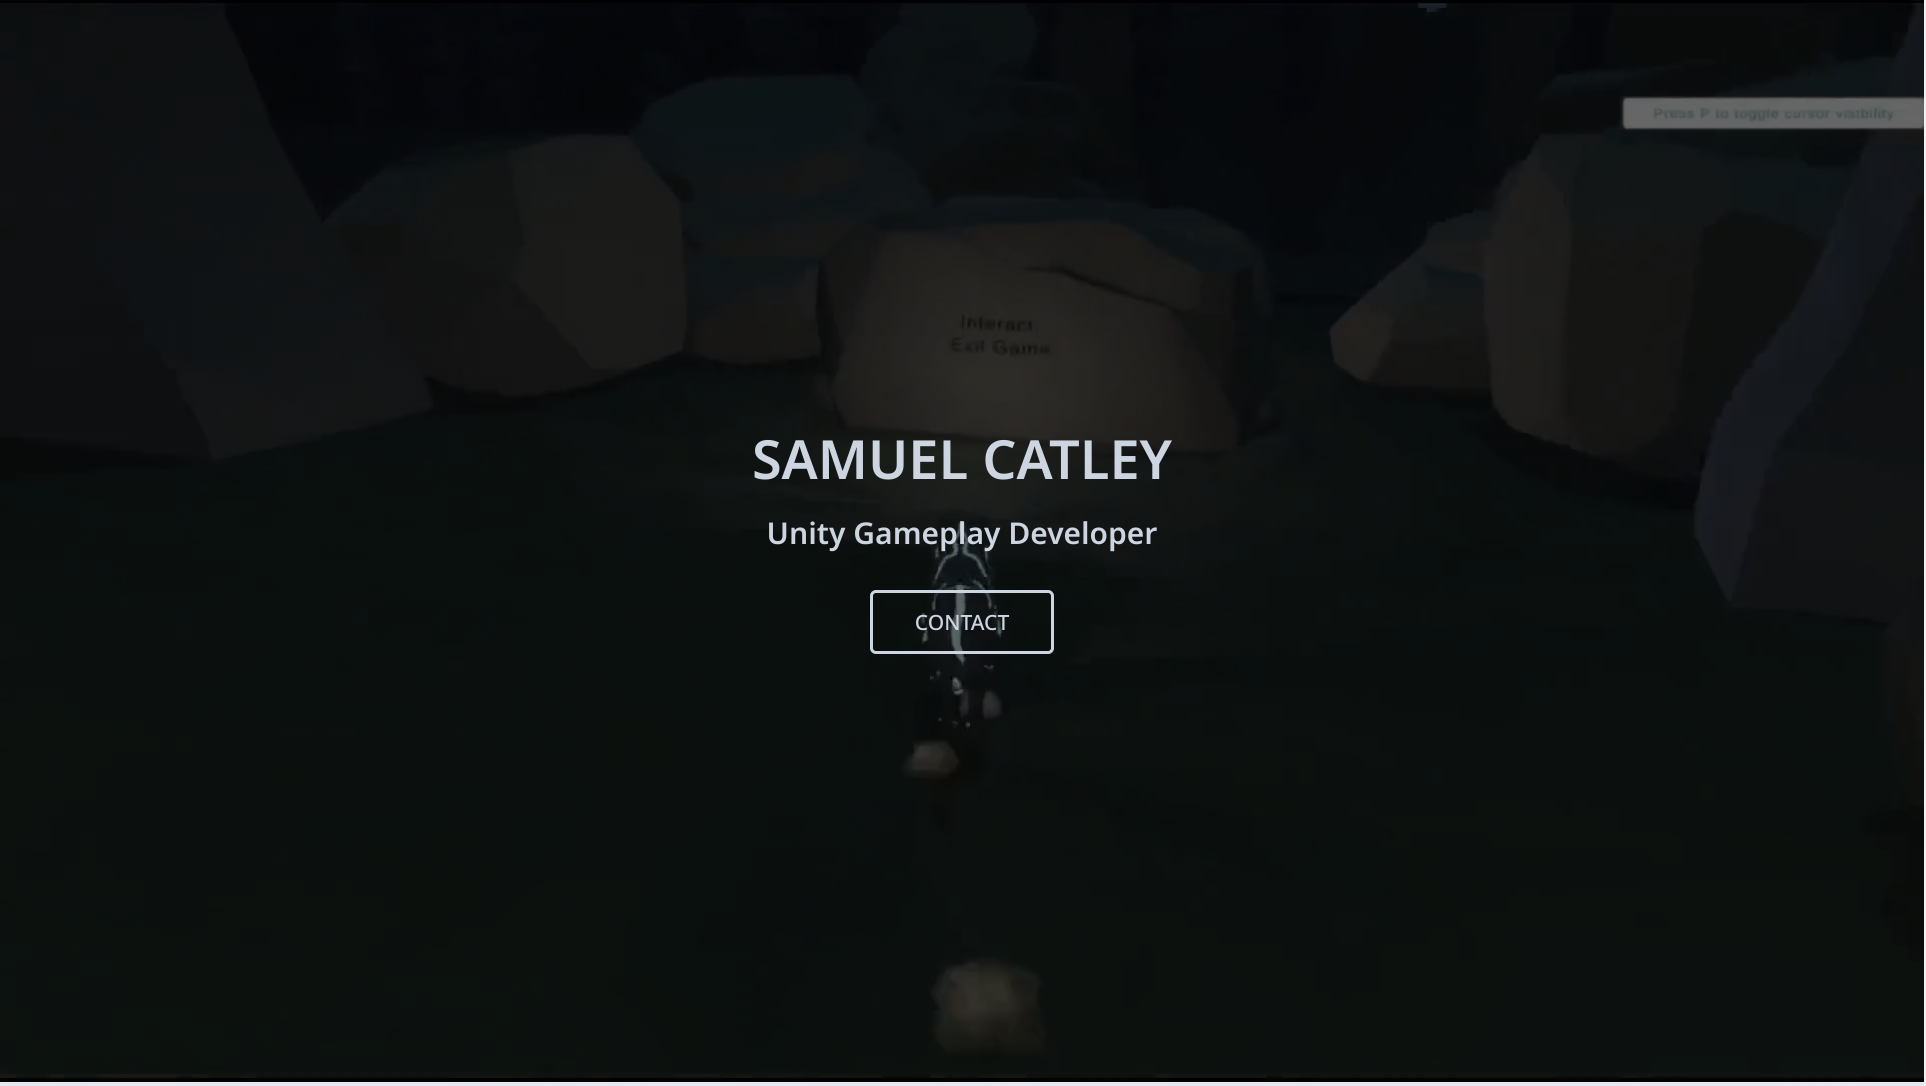 Press P to toggle cursor visibility
Interact
Exit Game
SAMUEL CATLEY
Unity Gameplay Developer
CONTACT